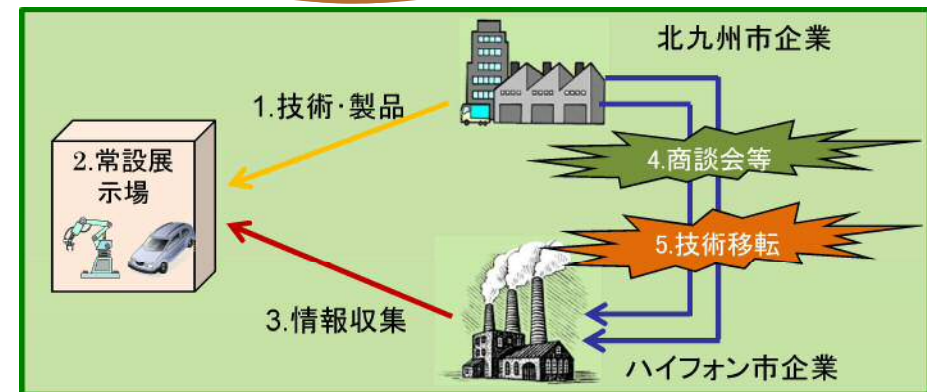 北九州市企業
1.技術・製品
2.常設展
示場
4.商談会等
5.技術移転
3.情報収集
ハイフォン市企業